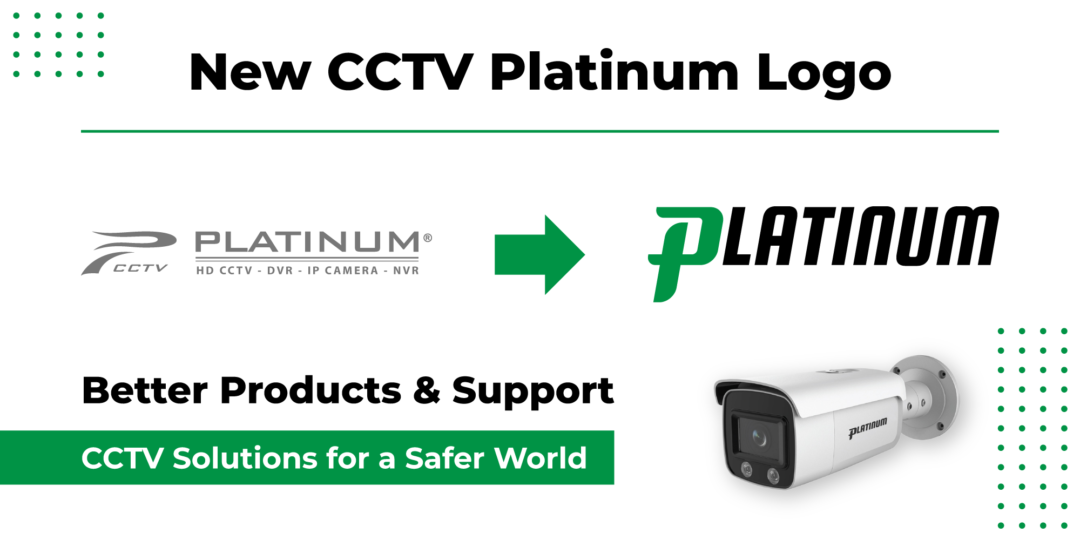 New CCTV Platinum Logo
CCTV
PLATINUM®
HD CCTV - DVR - IP CAMERA - NVR
PLATINUM
Better Products & Support
CCTV Solutions for a Safer World
PLATINUM